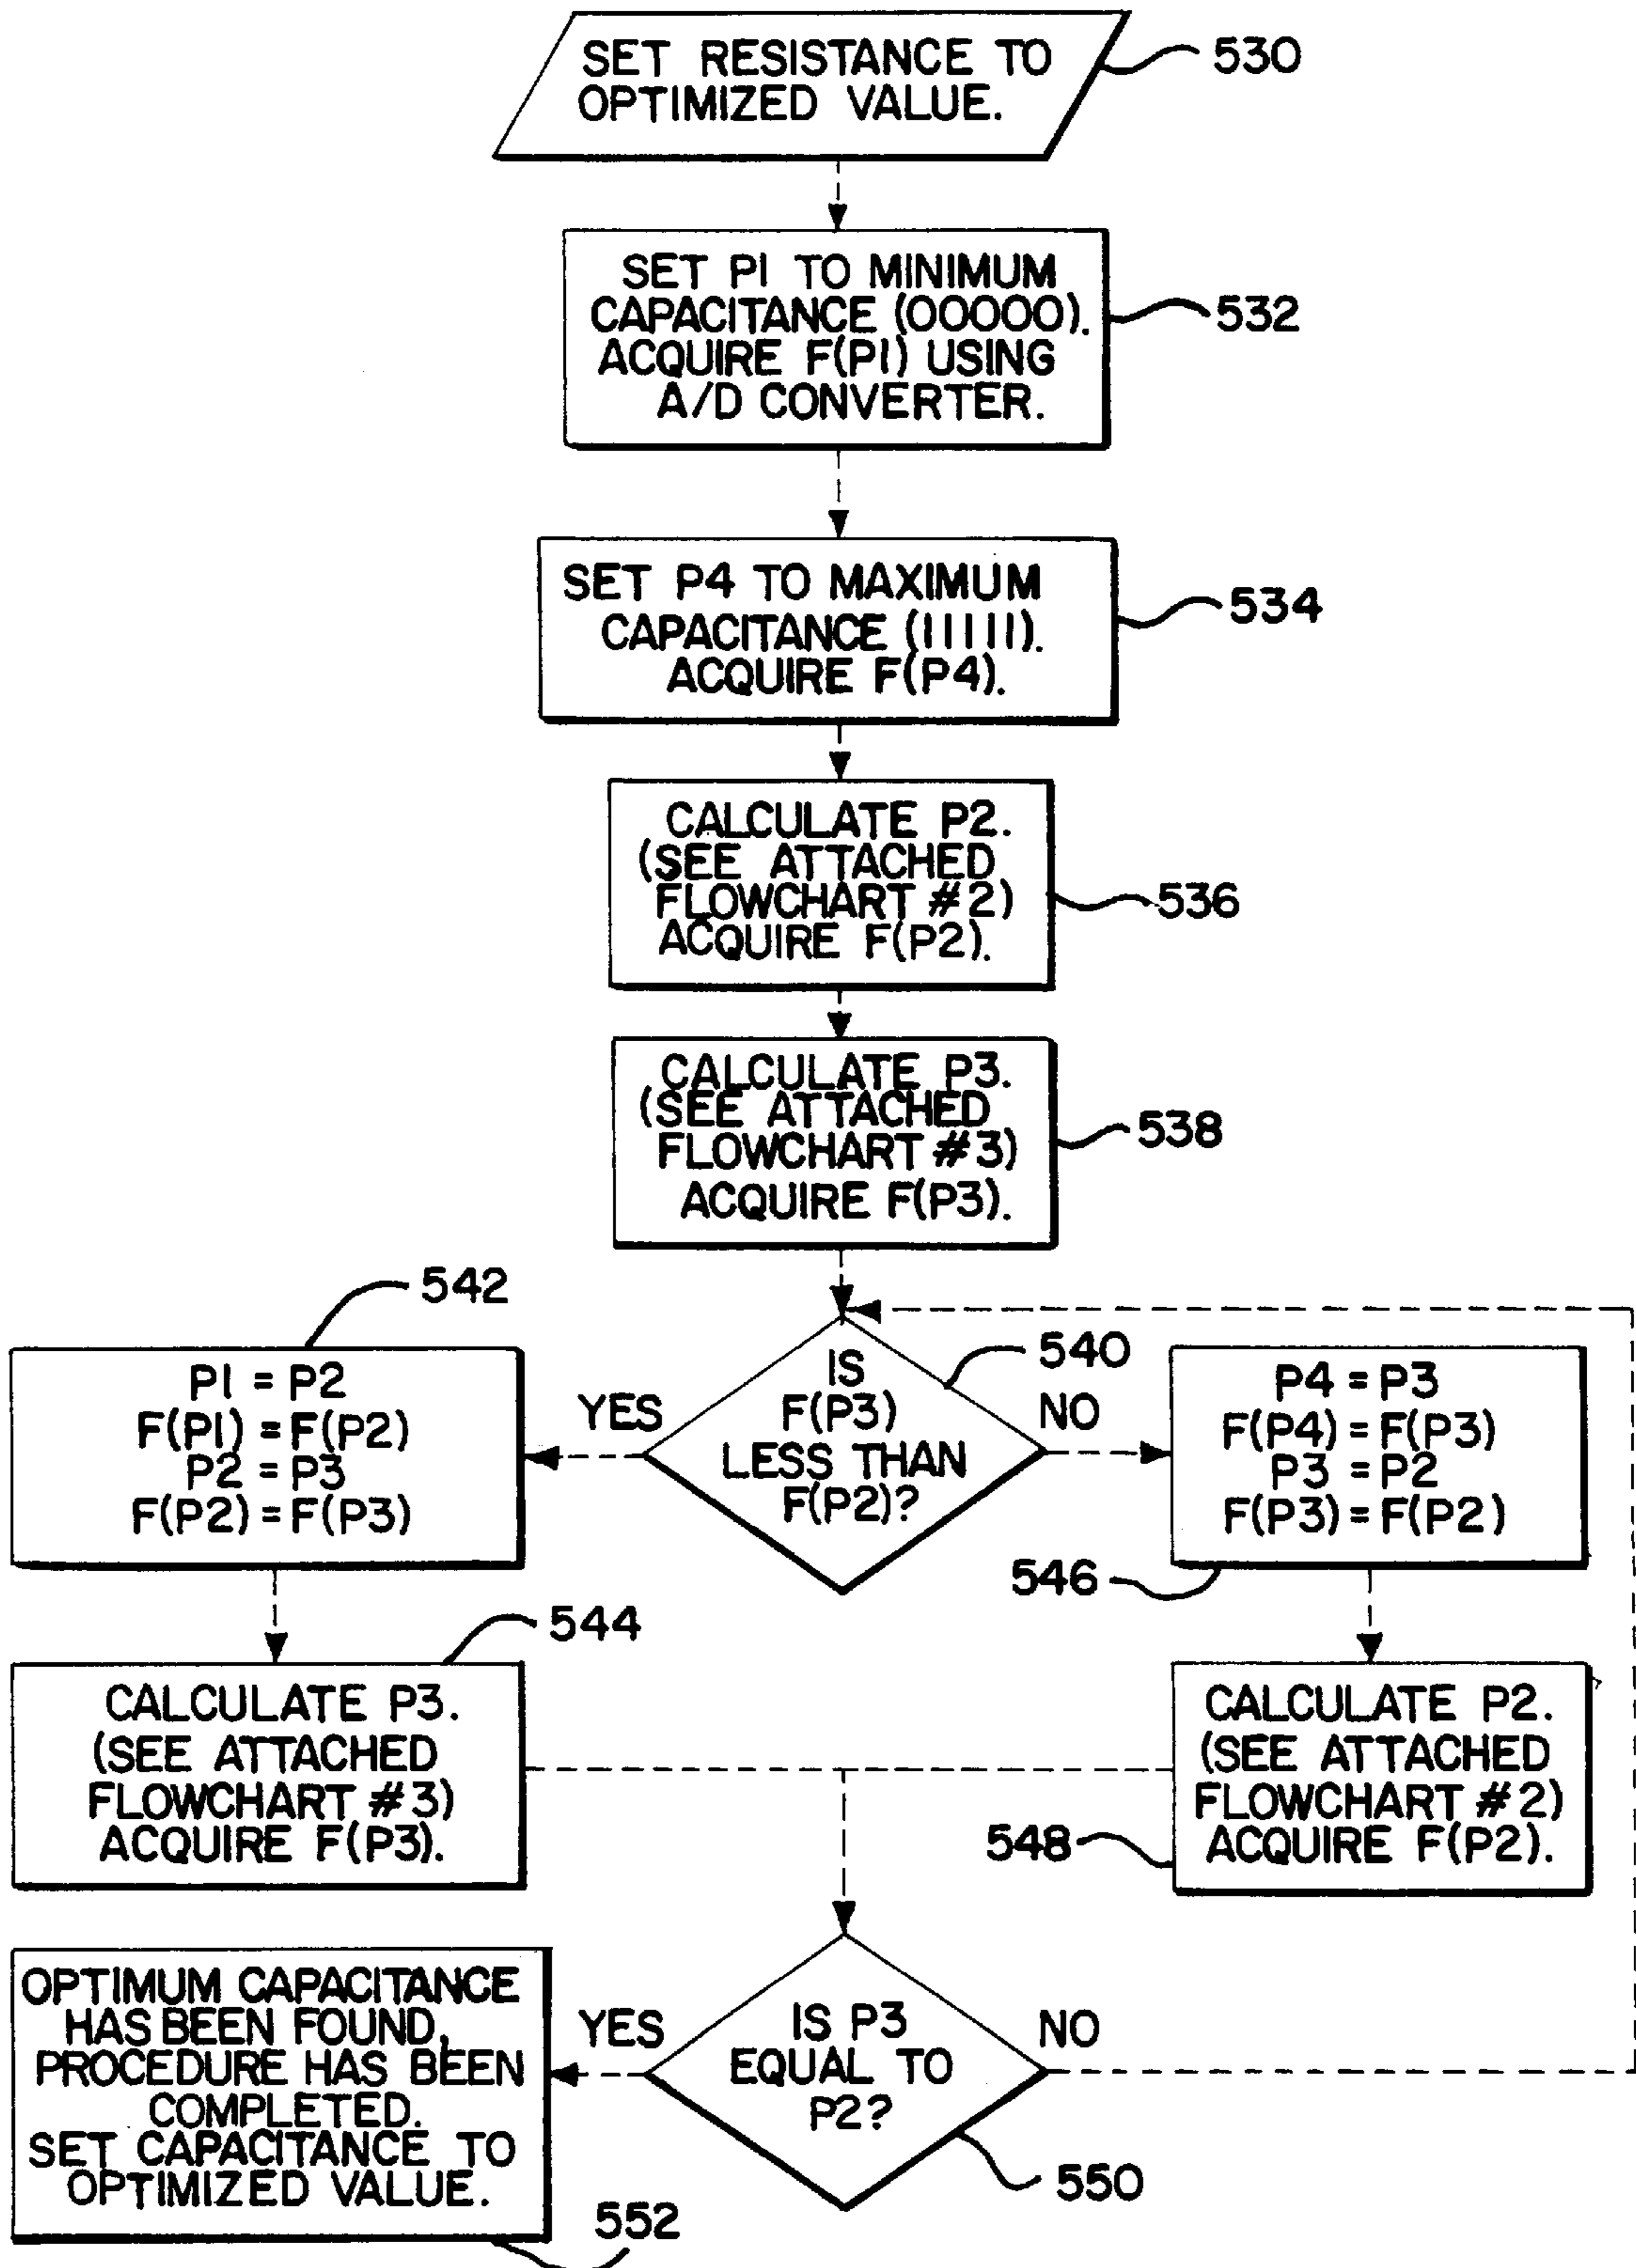 SET RESISTANCE TO
OPTIMIZED VALUE.
530
SET P1 TO MINIMUM
CAPACITANCE (00000).
ACQUIRE F(P1) USING
A/D CONVERTER.
532
SET P4 TO MAXIMUM
CAPACITANCE (11111).
ACQUIRE F(P4).
534
CALCULATE P2.
(SEE ATTACHED
FLOWCHART #2)
ACQUIRE F(P2).
536
CALCULATE P3.
(SEE ATTACHED
FLOWCHART #3)
ACQUIRE F(P3).
538
542
P1 = P2
F(P1) = F(P2)
P2 = P3
F(P2) = F(P3)
YES
IS
F(P3)
LESS THAN
F(P2)?
540
NO
P4 = P3
F(P4) = F(P3)
P3 = P2
F(P3) = F(P2)
546
544
CALCULATE P3.
(SEE ATTACHED
FLOWCHART #3)
ACQUIRE F(P3).
CALCULATE P2.
(SEE ATTACHED
FLOWCHART #2)
ACQUIRE F(P2).
548
OPTIMUM CAPACITANCE
HAS BEEN FOUND,
PROCEDURE HAS BEEN
COMPLETED.
SET CAPACITANCE TO
OPTIMIZED VALUE.
552
YES
IS P3
EQUAL TO
P2?
NO
550